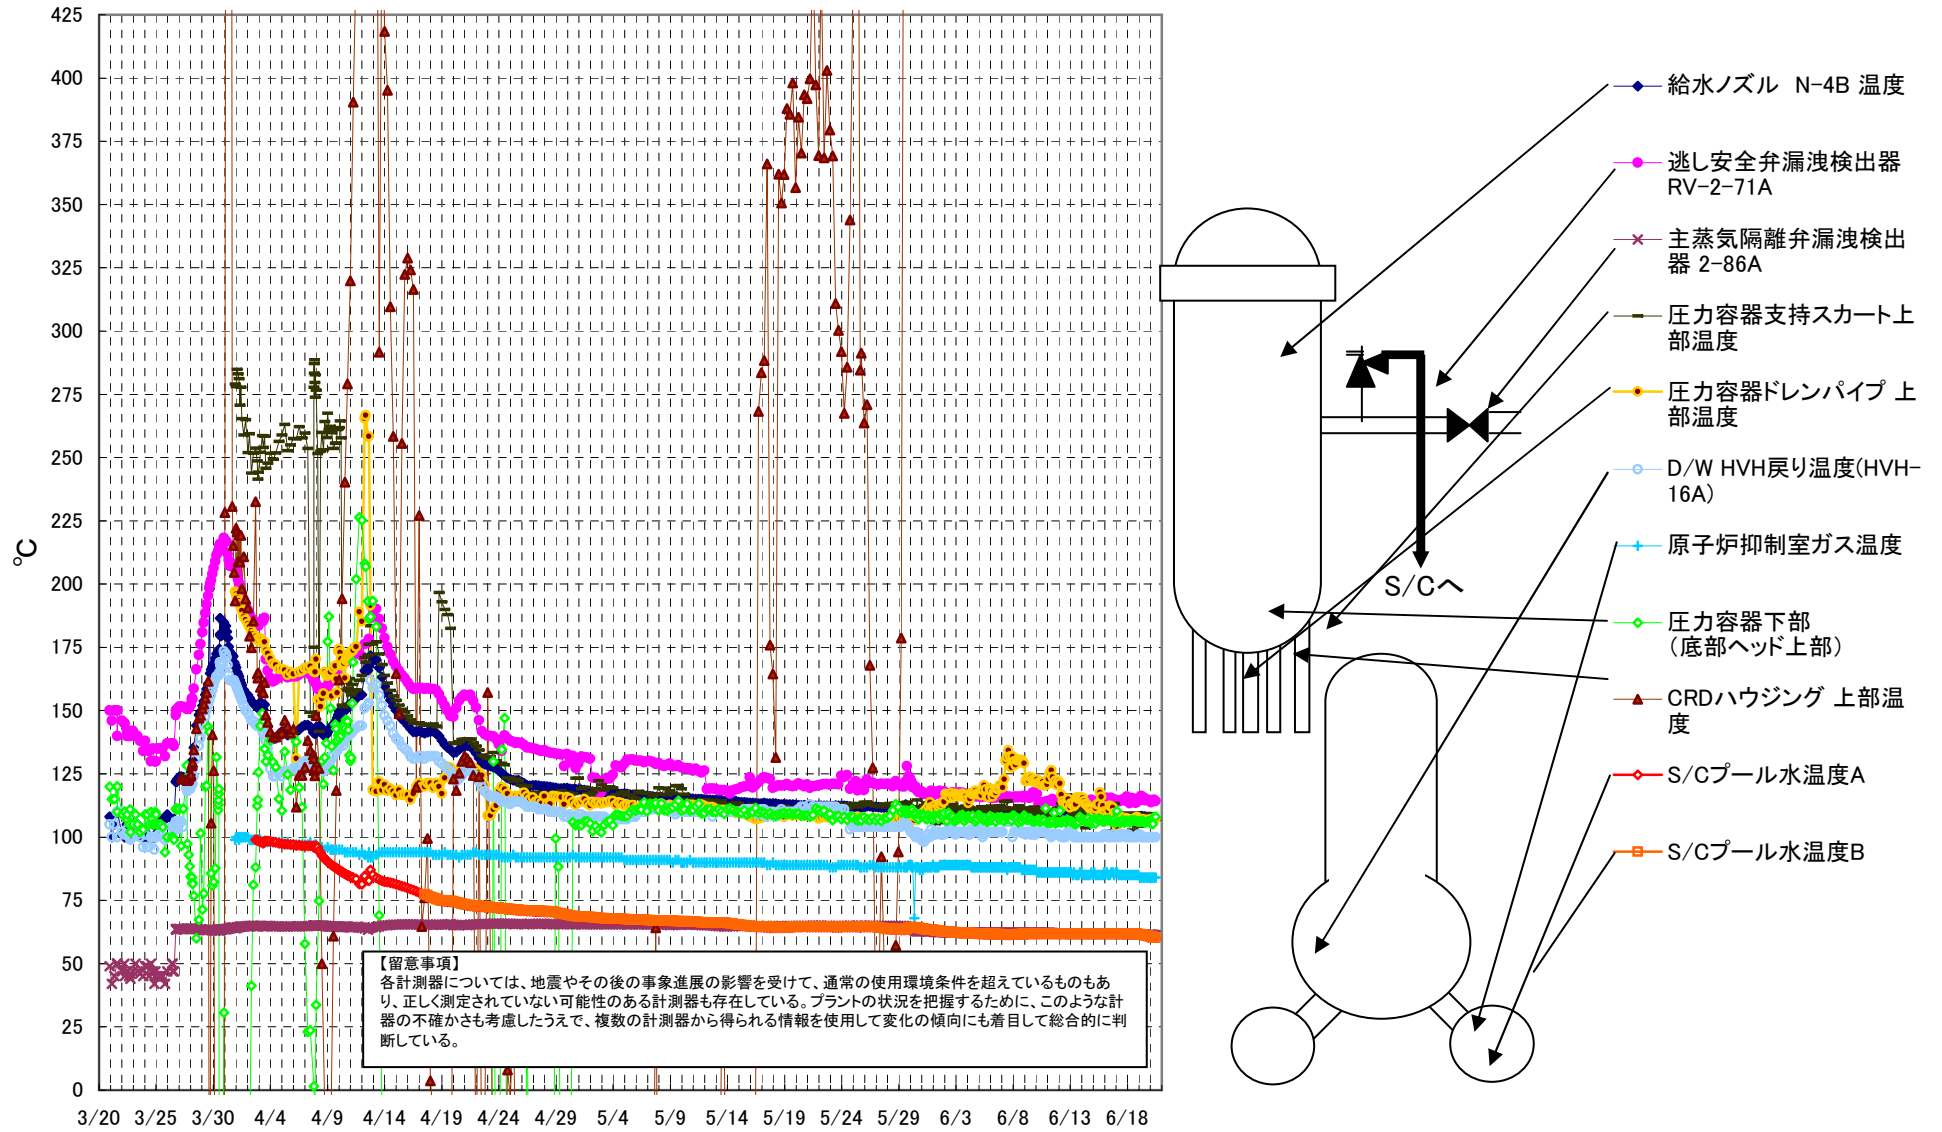 425
400
375
350
325
300
275
250
225
200
175
150
125
100
75
50
25
0
℃
3/20 3/25 3/30 4/4 4/9 4/14 4/19 4/24 4/29 5/4 5/9 5/14 5/19 5/24 5/29 6/3 6/8 6/13 6/18
【留意事項】
各計測器については、地震やその後の事象進展の影響を受けて、通常の使用環境条件を超えているものもあ
り、正しく測定されていない可能性のある計測器も存在している。プラントの状況を把握するために、このような計
器の不確かさも考慮したうえで、複数の計測器から得られる情報を使用して変化の傾向にも着目して総合的に判
断している。
S/Cへ
給水ノズル　N-4B 温度
逃し安全弁漏洩検出器
RV-2-71A
主蒸気隔離弁漏洩検出
器 2-86A
圧力容器支持スカート上
部温度
圧力容器ドレンパイプ 上
部温度
D/W HVH戻り温度(HVH-
16A)
原子炉抑制室ガス温度
圧力容器下部
（底部ヘッド上部）
CRDハウジング 上部温
度
S/Cプール水温度A
S/Cプール水温度B